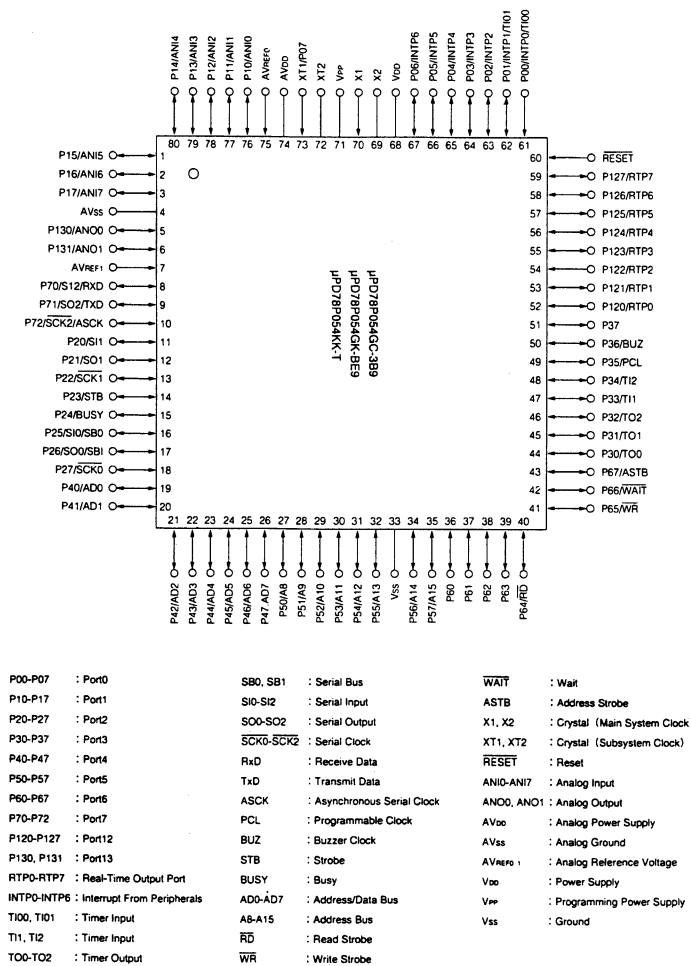 P14/ANI4
P13/ANI3
P12/ANI2
P11/ANI1
P10/ANI0
AVREF0
AVDD
XT1/P07
XT2
VPP
X1
X2
VDD
P06/INTP6
P05/INTP5
P04/INTP4
P03/INTP3
P02/INTP2
P01/INTP1/TI01
P00/INTP0/TI00
80 79 78 77 76 75 74 73 72 71 70 69 68 67 66 65 64 63 62 61
P15/ANI5 1
P16/ANI6 2
P17/ANI7 3
AVSS 4
P130/ANO0 5
P131/ANO1 6
AVREF1 7
P70/S12/RXD 8
P71/SO2/TXD 9
P72/SCK2/ASCK 10
P20/SI1 11
P21/SO1 12
P22/SCK1 13
P23/STB 14
P24/BUSY 15
P25/SI0/SB0 16
P26/SO0/SBI 17
P27/SCK0 18
P40/AD0 19
P41/AD1 20
µPD78P054GC-3B9
µPD78P054GK-BE9
µPD78P054KK-T
60 RESET
59 P127/RTP7
58 P126/RTP6
57 P125/RTP5
56 P124/RTP4
55 P123/RTP3
54 P122/RTP2
53 P121/RTP1
52 P120/RTP0
51 P37
50 P36/BUZ
49 P35/PCL
48 P34/TI2
47 P33/TI1
46 P32/TO2
45 P31/TO1
44 P30/TO0
43 P67/ASTB
42 P66/WAIT
41 P65/WR
21 22 23 24 25 26 27 28 29 30 31 32 33 34 35 36 37 38 39 40
P42/AD2
P43/AD3
P44/AD4
P45/AD5
P46/AD6
P47.AD7
P50/A8
P51/A9
P52/A10
P53/A11
P54/A12
P55/A13
VSS
P56/A14
P57/A15
P60
P61
P62
P63
P64/RD
P00-P07 : Port0
P10-P17 : Port1
P20-P27 : Port2
P30-P37 : Port3
P40-P47 : Port4
P50-P57 : Port5
P60-P67 : Port6
P70-P72 : Port7
P120-P127 : Port12
P130, P131 : Port13
RTP0-RTP7 : Real-Time Output Port
INTP0-INTP6 : Interrupt From Peripherals
TI00, TI01 : Timer Input
TI1, TI2 : Timer Input
TO0-TO2 : Timer Output
SB0, SB1 : Serial Bus
SI0-SI2 : Serial Input
SO0-SO2 : Serial Output
SCK0-SCK2 : Serial Clock
RxD : Receive Data
TxD : Transmit Data
ASCK : Asynchronous Serial Clock
PCL : Programmable Clock
BUZ : Buzzer Clock
STB : Strobe
BUSY : Busy
AD0-AD7 : Address/Data Bus
A8-A15 : Address Bus
RD : Read Strobe
WR : Write Strobe
WAIT : Wait
ASTB : Address Strobe
X1, X2 : Crystal (Main System Clock
XT1, XT2 : Crystal (Subsystem Clock)
RESET : Reset
ANI0-ANI7 : Analog Input
ANO0, ANO1 : Analog Output
AVDD : Analog Power Supply
AVSS : Analog Ground
AVREF0 1 : Analog Reference Voltage
VDD : Power Supply
VPP : Programming Power Supply
VSS : Ground